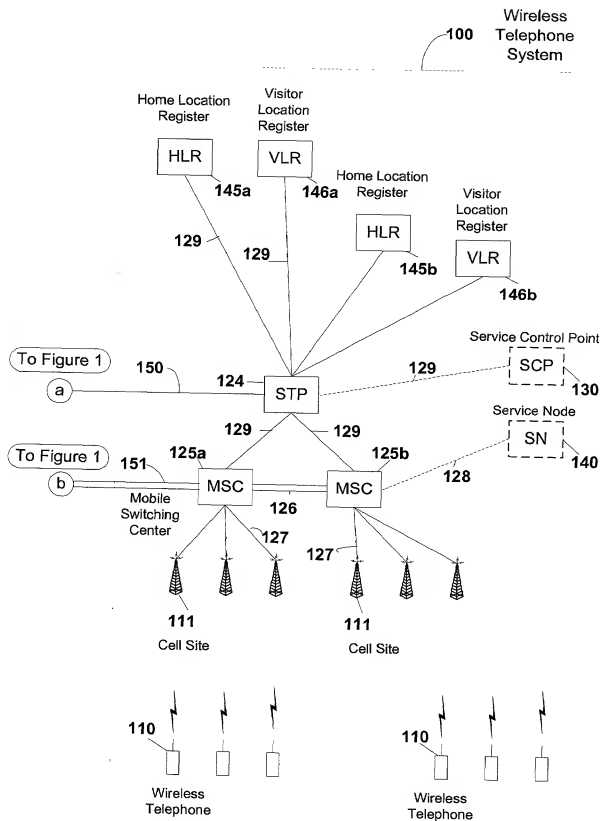 Wireless
Telephone
System
100
Home Location
Register
HLR
145a
Visitor
Location
Register
VLR
146a
Home Location
Register
HLR
145b
Visitor
Location
Register
VLR
146b
129
129
To Figure 1
a
150
124
STP
129
Service Control Point
SCP
130
129
129
Service Node
SN
140
128
To Figure 1
b
151
125a
MSC
Mobile
Switching
Center
126
125b
MSC
127
127
111
Cell Site
111
Cell Site
110
Wireless
Telephone
110
Wireless
Telephone